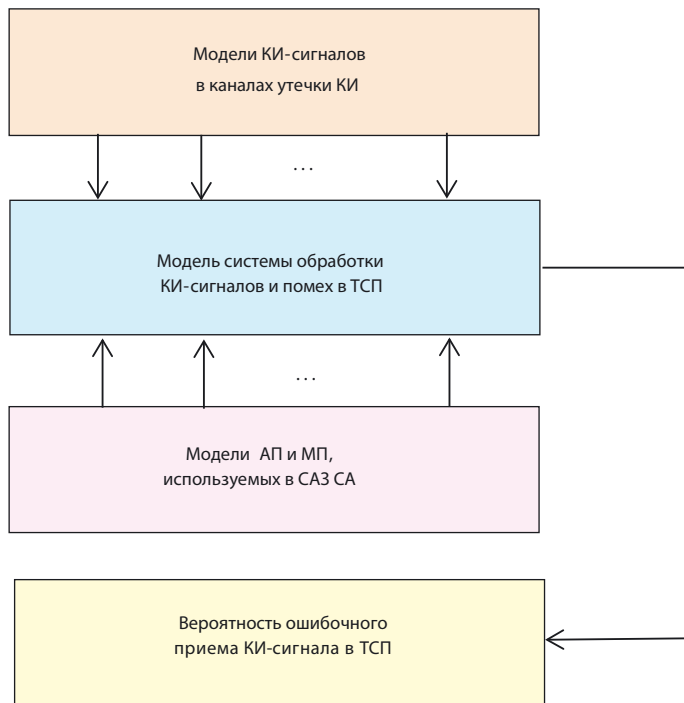 Модели КИ-сигналов
в каналах утечки КИ
...
Модель системы обработки
КИ-сигналов и помех в ТСП
...
Модели АП и МП,
используемых в САЗ СА
Вероятность ошибочного
приема КИ-сигнала в ТСП